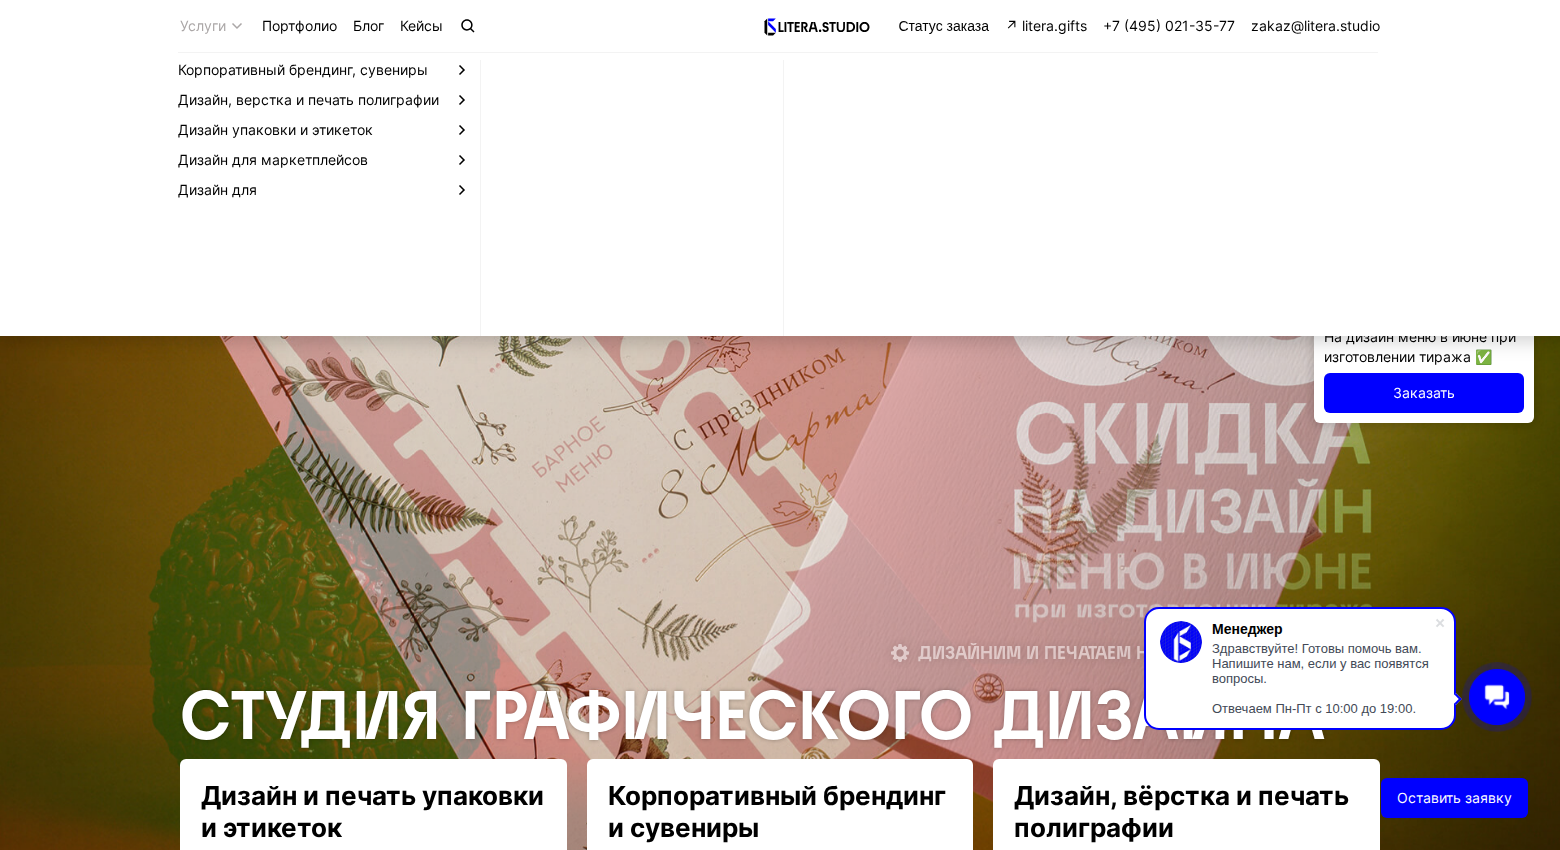 Услуги Портфолио Блог Кейсы LITERA.STUDIO Статус заказа litera.gifts +7 (495) 021-35-77 zakaz@litera.studio
Корпоративный брендинг, сувениры
Дизайн, верстка и печать полиграфии
Дизайн упаковки и этикеток
Дизайн для маркетплейсов
Дизайн для
На дизайн меню в июне при
изготовлении тиража ✅
Заказать
С праздником
8 Марта!
БАРНОЕ
МЕНЮ
СКИДКА
НА ДИЗАЙН
МЕНЮ В ИЮНЕ
ДИЗАЙНИМ И ПЕЧАТАЕМ
Менеджер
Здравствуйте! Готовы помочь вам.
Напишите нам, если у вас появятся
вопросы.
Отвечаем Пн-Пт с 10:00 до 19:00.
СТУДИЯ ГРАФИЧЕСКОГО ДИЗАЙНА
Дизайн и печать упаковки
и этикеток
Корпоративный брендинг
и сувениры
Дизайн, вёрстка и печать
полиграфии
Оставить заявку